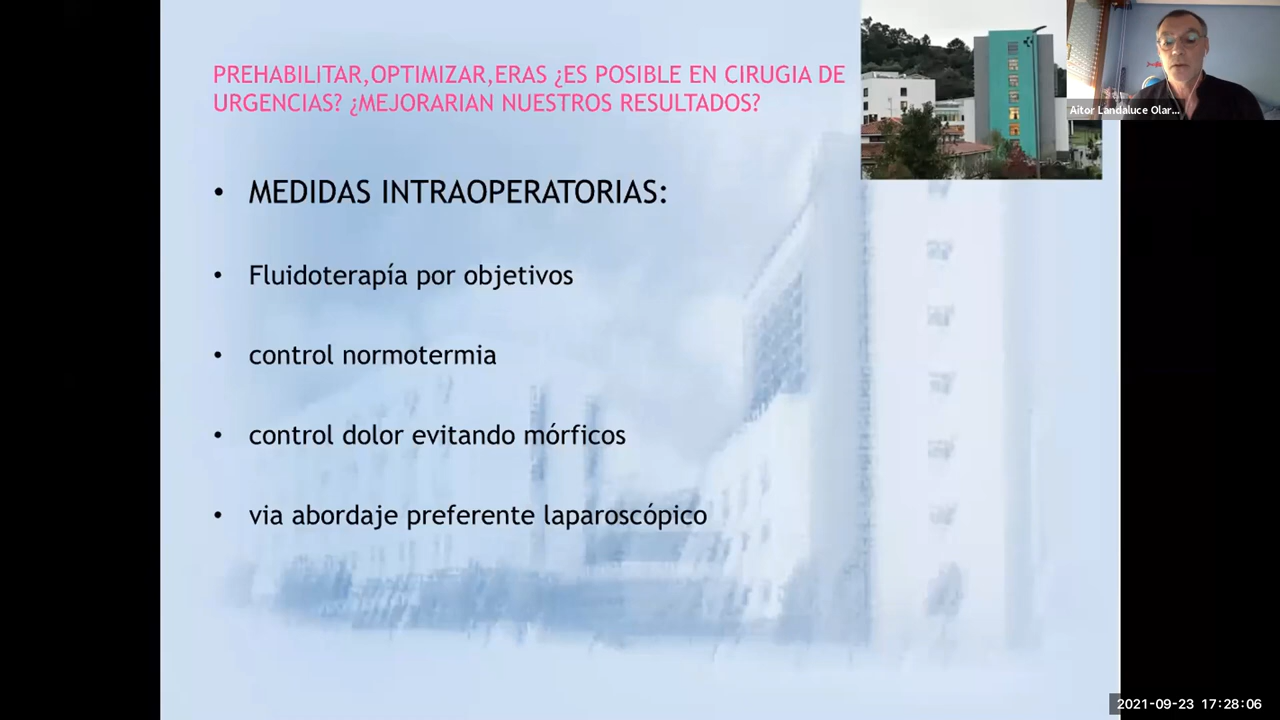 PREHABILITAR,OPTIMIZAR,ERAS ¿ES POSIBLE EN CIRUGIA DE
URGENCIAS? ¿MEJORARIAN NUESTROS RESULTADOS?
Aitor Landaluce Olar...
• MEDIDAS INTRAOPERATORIAS:
• Fluidoterapía por objetivos
• control normotermia
• control dolor evitando mórficos
• via abordaje preferente laparoscópico
2021-09-23 17:28:06